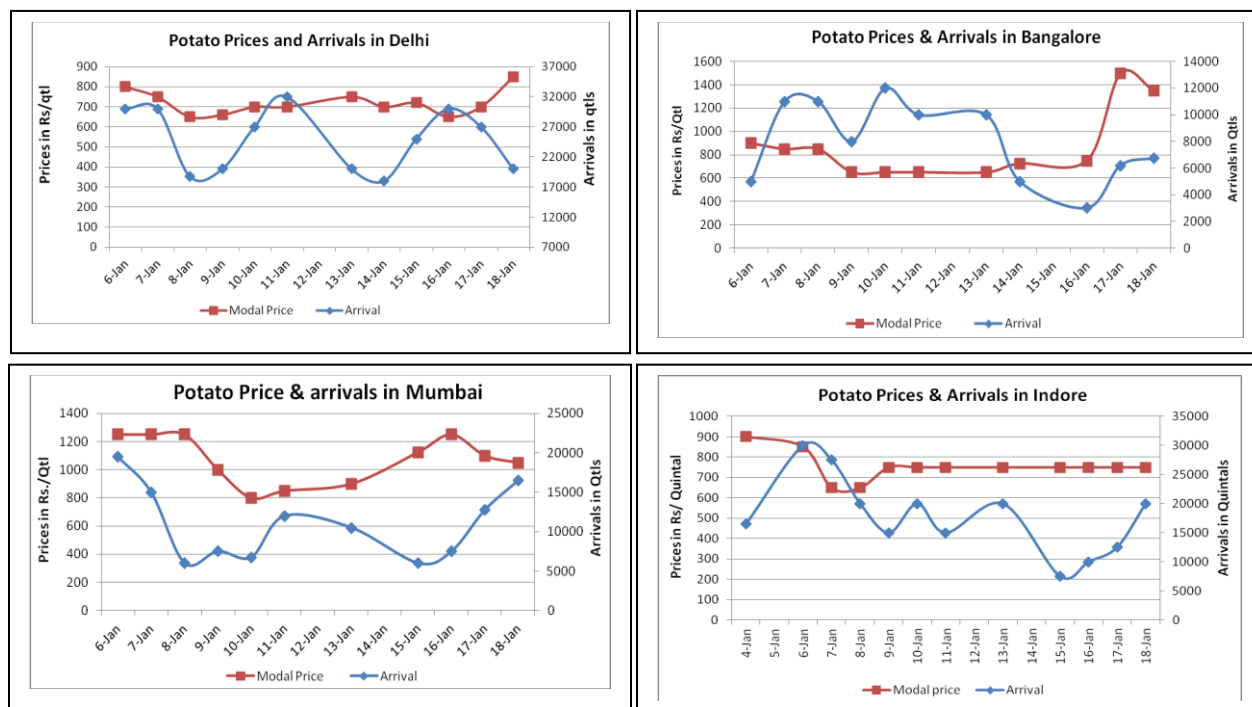 Potato Prices and Arrivals in Delhi
Prices in Rs/qtl
900
800
700
600
500
400
300
200
100
0
37000
32000
27000
22000
17000
12000
7000
Arrivals in qtls
6-Jan
7-Jan
8-Jan
9-Jan
10-Jan
11-Jan
12-Jan
13-Jan
14-Jan
15-Jan
16-Jan
17-Jan
18-Jan
Modal Price
Arrival
Potato Prices & Arrivals in Bangalore
Prices in Rs/Qtl
1600
1400
1200
1000
800
600
400
200
0
14000
12000
10000
8000
6000
4000
2000
0
Arrivals in Qtls
6-Jan
7-Jan
8-Jan
9-Jan
10-Jan
11-Jan
12-Jan
13-Jan
14-Jan
15-Jan
16-Jan
17-Jan
18-Jan
Modal Price
Arrival
Potato Price & arrivals in Mumbai
Prices in Rs./Qtl
1400
1200
1000
800
600
400
200
0
25000
20000
15000
10000
5000
0
Arrivals in Qtls
6-Jan
7-Jan
8-Jan
9-Jan
10-Jan
11-Jan
12-Jan
13-Jan
14-Jan
15-Jan
16-Jan
17-Jan
18-Jan
Modal Price
Arrival
Potato Prices & Arrivals in Indore
Prices in Rs/ Quintal
1000
900
800
700
600
500
400
300
200
100
0
35000
30000
25000
20000
15000
10000
5000
0
Arrivals in Quintals
4-Jan
5-Jan
6-Jan
7-Jan
8-Jan
9-Jan
10-Jan
11-Jan
12-Jan
13-Jan
14-Jan
15-Jan
16-Jan
17-Jan
18-Jan
Modal price
Arrival